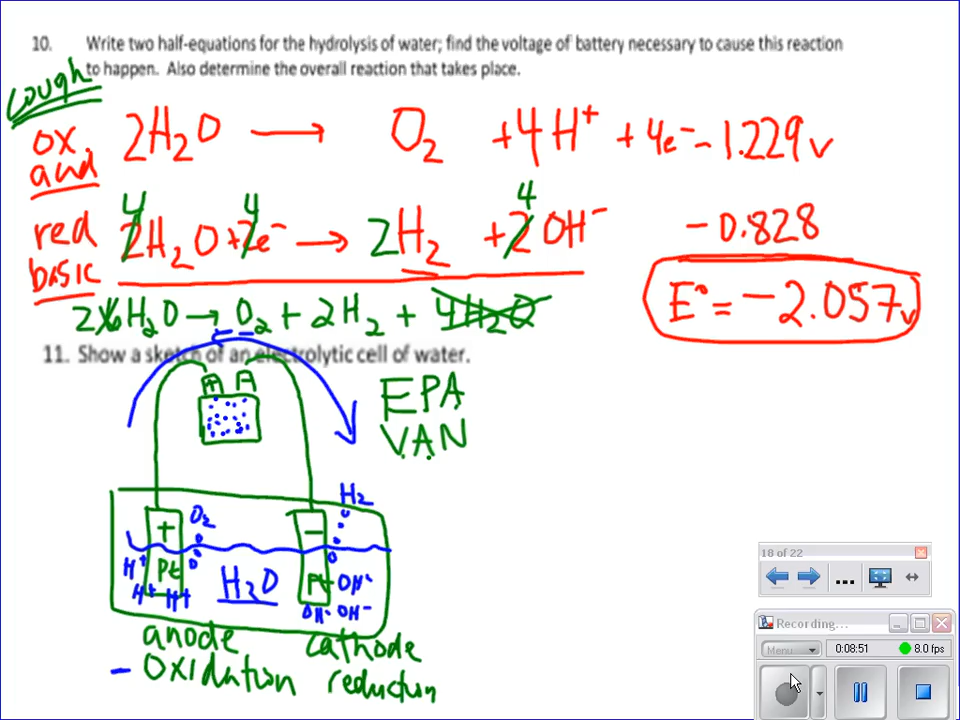 10. Write two half-equations for the hydrolysis of water; find the voltage of battery necessary to cause this reaction
to happen. Also determine the overall reaction that takes place.
cough
ox. 2H₂O → O₂ + 4H⁺ + 4e⁻ - 1.229v
acid
red 4 2H₂O + 4 2e⁻ → 2H₂ + 4 2OH⁻ -0.828
basic
2 6H₂O → O₂ + 2H₂ + 4H₂O E° = -2.057v
11. Show a sketch of an electrolytic cell of water.
EPA
V.A.N
H₂
+ O₂ -
H⁺ Pt H₂O Pt OH⁻
H⁺ H⁺ OH⁻ OH⁻
anode cathode
- OXIDATION reduction
18 of 22
...
Recording...
Menu 0:08:51 8.0 fps